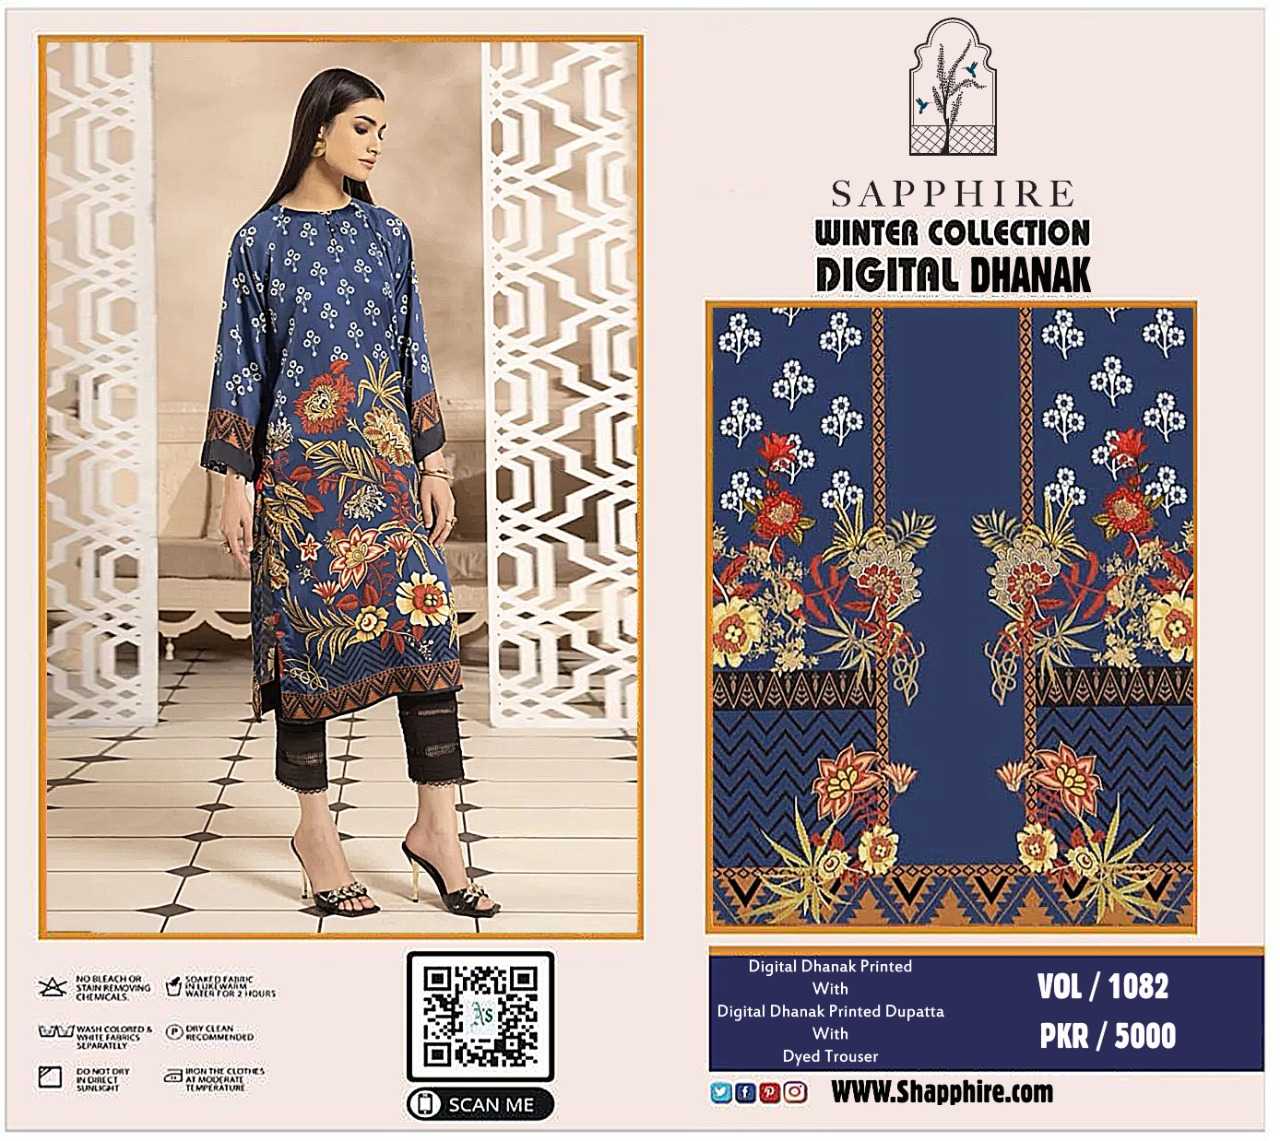 SAPPHIRE
WINTER COLLECTION
DIGITAL DHANAK
NO BLEACH OR
STAIN REMOVING
CHEMICALS.
SOAKED FABRIC
IN LUKEWARM
WATER FOR 2 HOURS
WASH COLORED &
WHITE FABRICS
SEPARATELY
P
DRY CLEAN
RECOMMENDED
DO NOT DRY
IN DIRECT
SUNLIGHT
IRON THE CLOTHES
AT MODERATE
TEMPERATURE
A's
SCAN ME
Digital Dhanak Printed
With
Digital Dhanak Printed Dupatta
With
Dyed Trouser
VOL / 1082
PKR / 5000
WWW.Shapphire.com